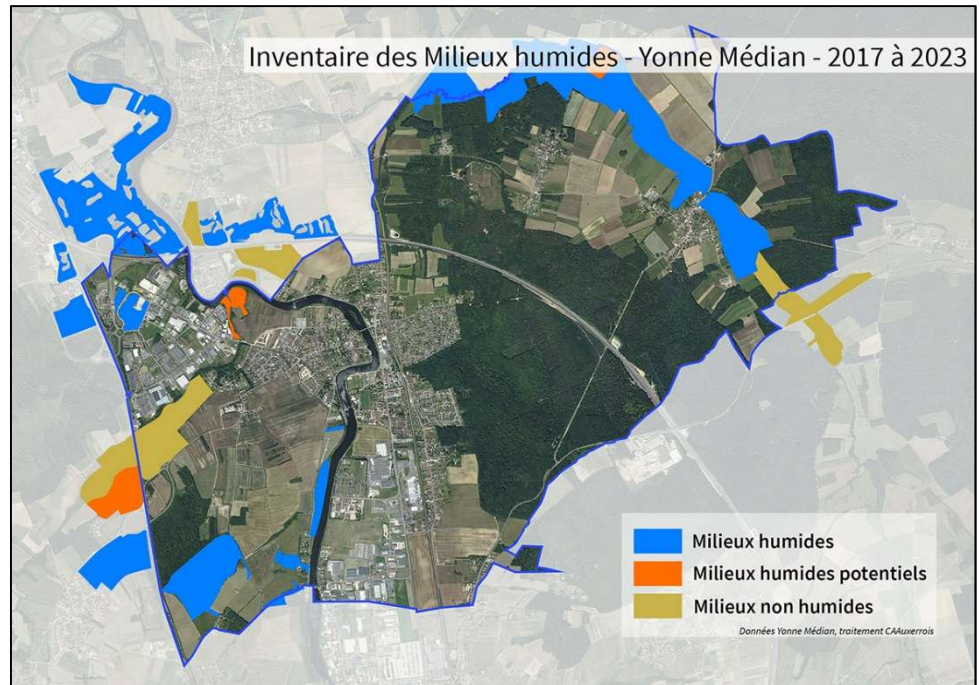 Inventaire des Milieux humides - Yonne Médian - 2017 à 2023
Milieux humides
Milieux humides potentiels
Milieux non humides
Données Yonne Médian, traitement CAAuxerrois